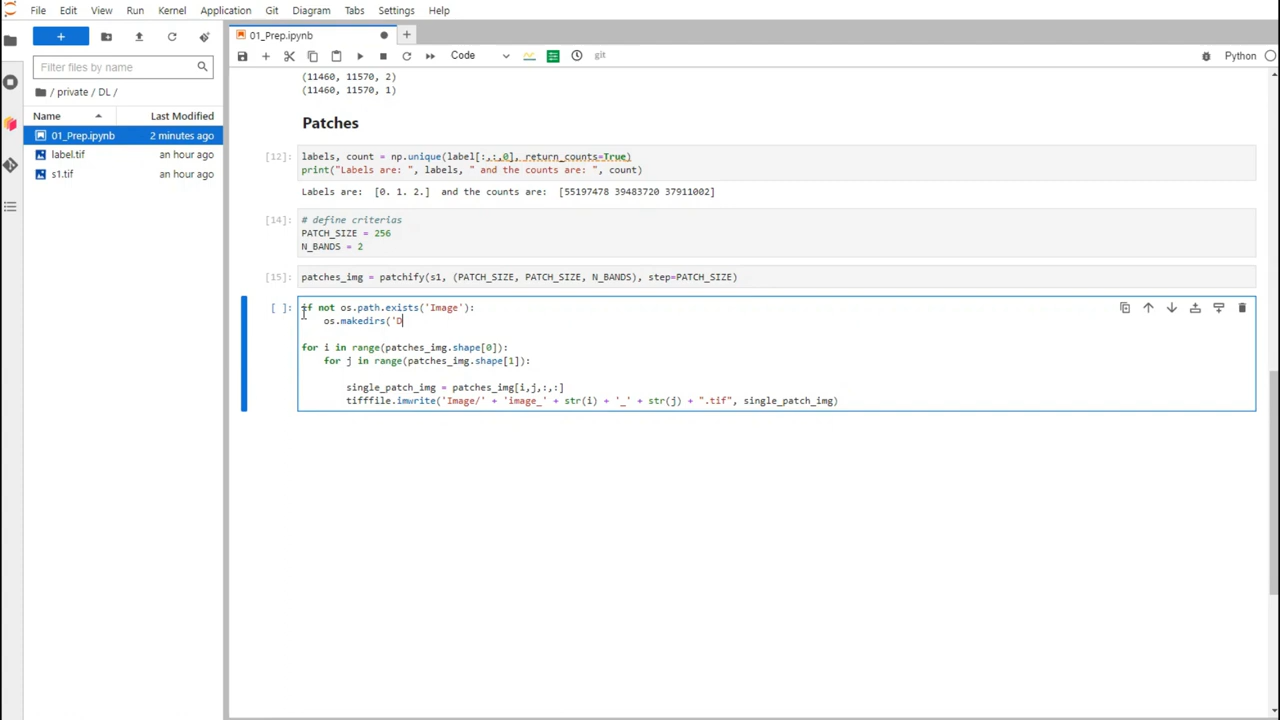 File Edit View Run Kernel Application Git Diagram Tabs Settings Help
01_Prep.ipynb
Code
git
Python
Filter files by name
/ private / DL /
Name Last Modified
01_Prep.ipynb 2 minutes ago
label.tif an hour ago
s1.tif an hour ago
(11460, 11570, 2)
(11460, 11570, 1)
Patches
[12]: labels, count = np.unique(label[:,:,0], return_counts=True)
print("Labels are: ", labels, " and the counts are: ", count)
Labels are:  [0. 1. 2.]  and the counts are:  [55197478 39483720 37911002]
[14]: # define criterias
PATCH_SIZE = 256
N_BANDS = 2
[15]: patches_img = patchify(s1, (PATCH_SIZE, PATCH_SIZE, N_BANDS), step=PATCH_SIZE)
[ ]: if not os.path.exists('Image'):
os.makedirs('D
for i in range(patches_img.shape[0]):
for j in range(patches_img.shape[1]):
single_patch_img = patches_img[i,j,:,:]
tifffile.imwrite('Image/' + 'image_' + str(i) + '_' + str(j) + ".tif", single_patch_img)